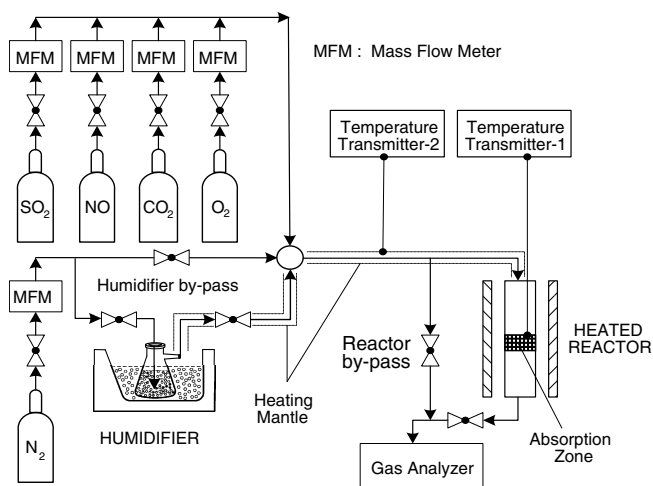 MFM
MFM
MFM
MFM
MFM : Mass Flow Meter
Temperature
Transmitter-2
Temperature
Transmitter-1
SO2
NO
CO2
O2
Humidifier by-pass
MFM
Reactor
by-pass
HEATED
REACTOR
Heating
Mantle
HUMIDIFIER
N2
Absorption
Zone
Gas Analyzer